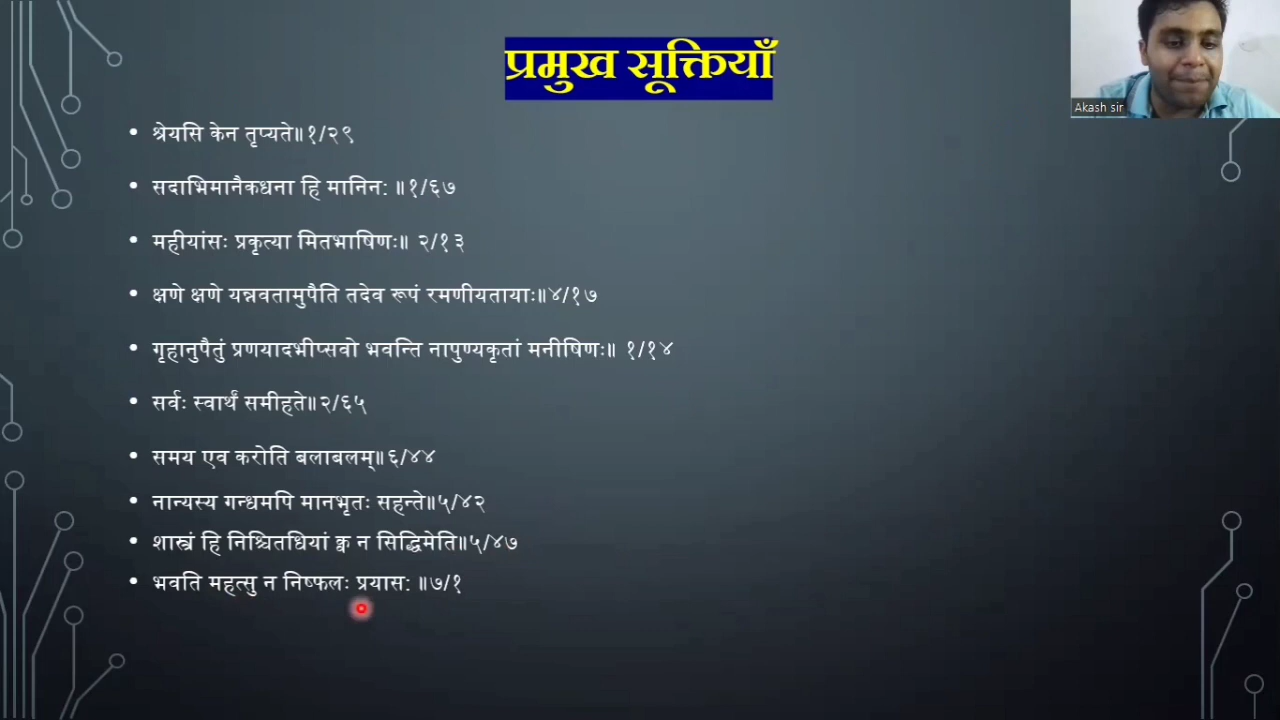 प्रमुख सूक्तियाँ
Akash sir
• श्रेयसि केन तृप्यते॥१/२९
• सदाभिमानैकधना हि मानिन: ॥१/६७
• महीयांसः प्रकृत्या मितभाषिणः॥ २/१३
• क्षणे क्षणे यन्नवतामुपैति तदेव रूपं रमणीयतायाः॥४/१७
• गृहानुपैतुं प्रणयादभीप्सवो भवन्ति नापुण्यकृतां मनीषिणः॥ १/१४
• सर्वः स्वार्थं समीहते॥२/६५
• समय एव करोति बलाबलम्॥६/४४
• नान्यस्य गन्धमपि मानभृतः सहन्ते॥५/४२
• शास्त्रं हि निश्चितधियां क्व न सिद्धिमेति॥५/४७
• भवति महत्सु न निष्फलः प्रयास: ॥७/१